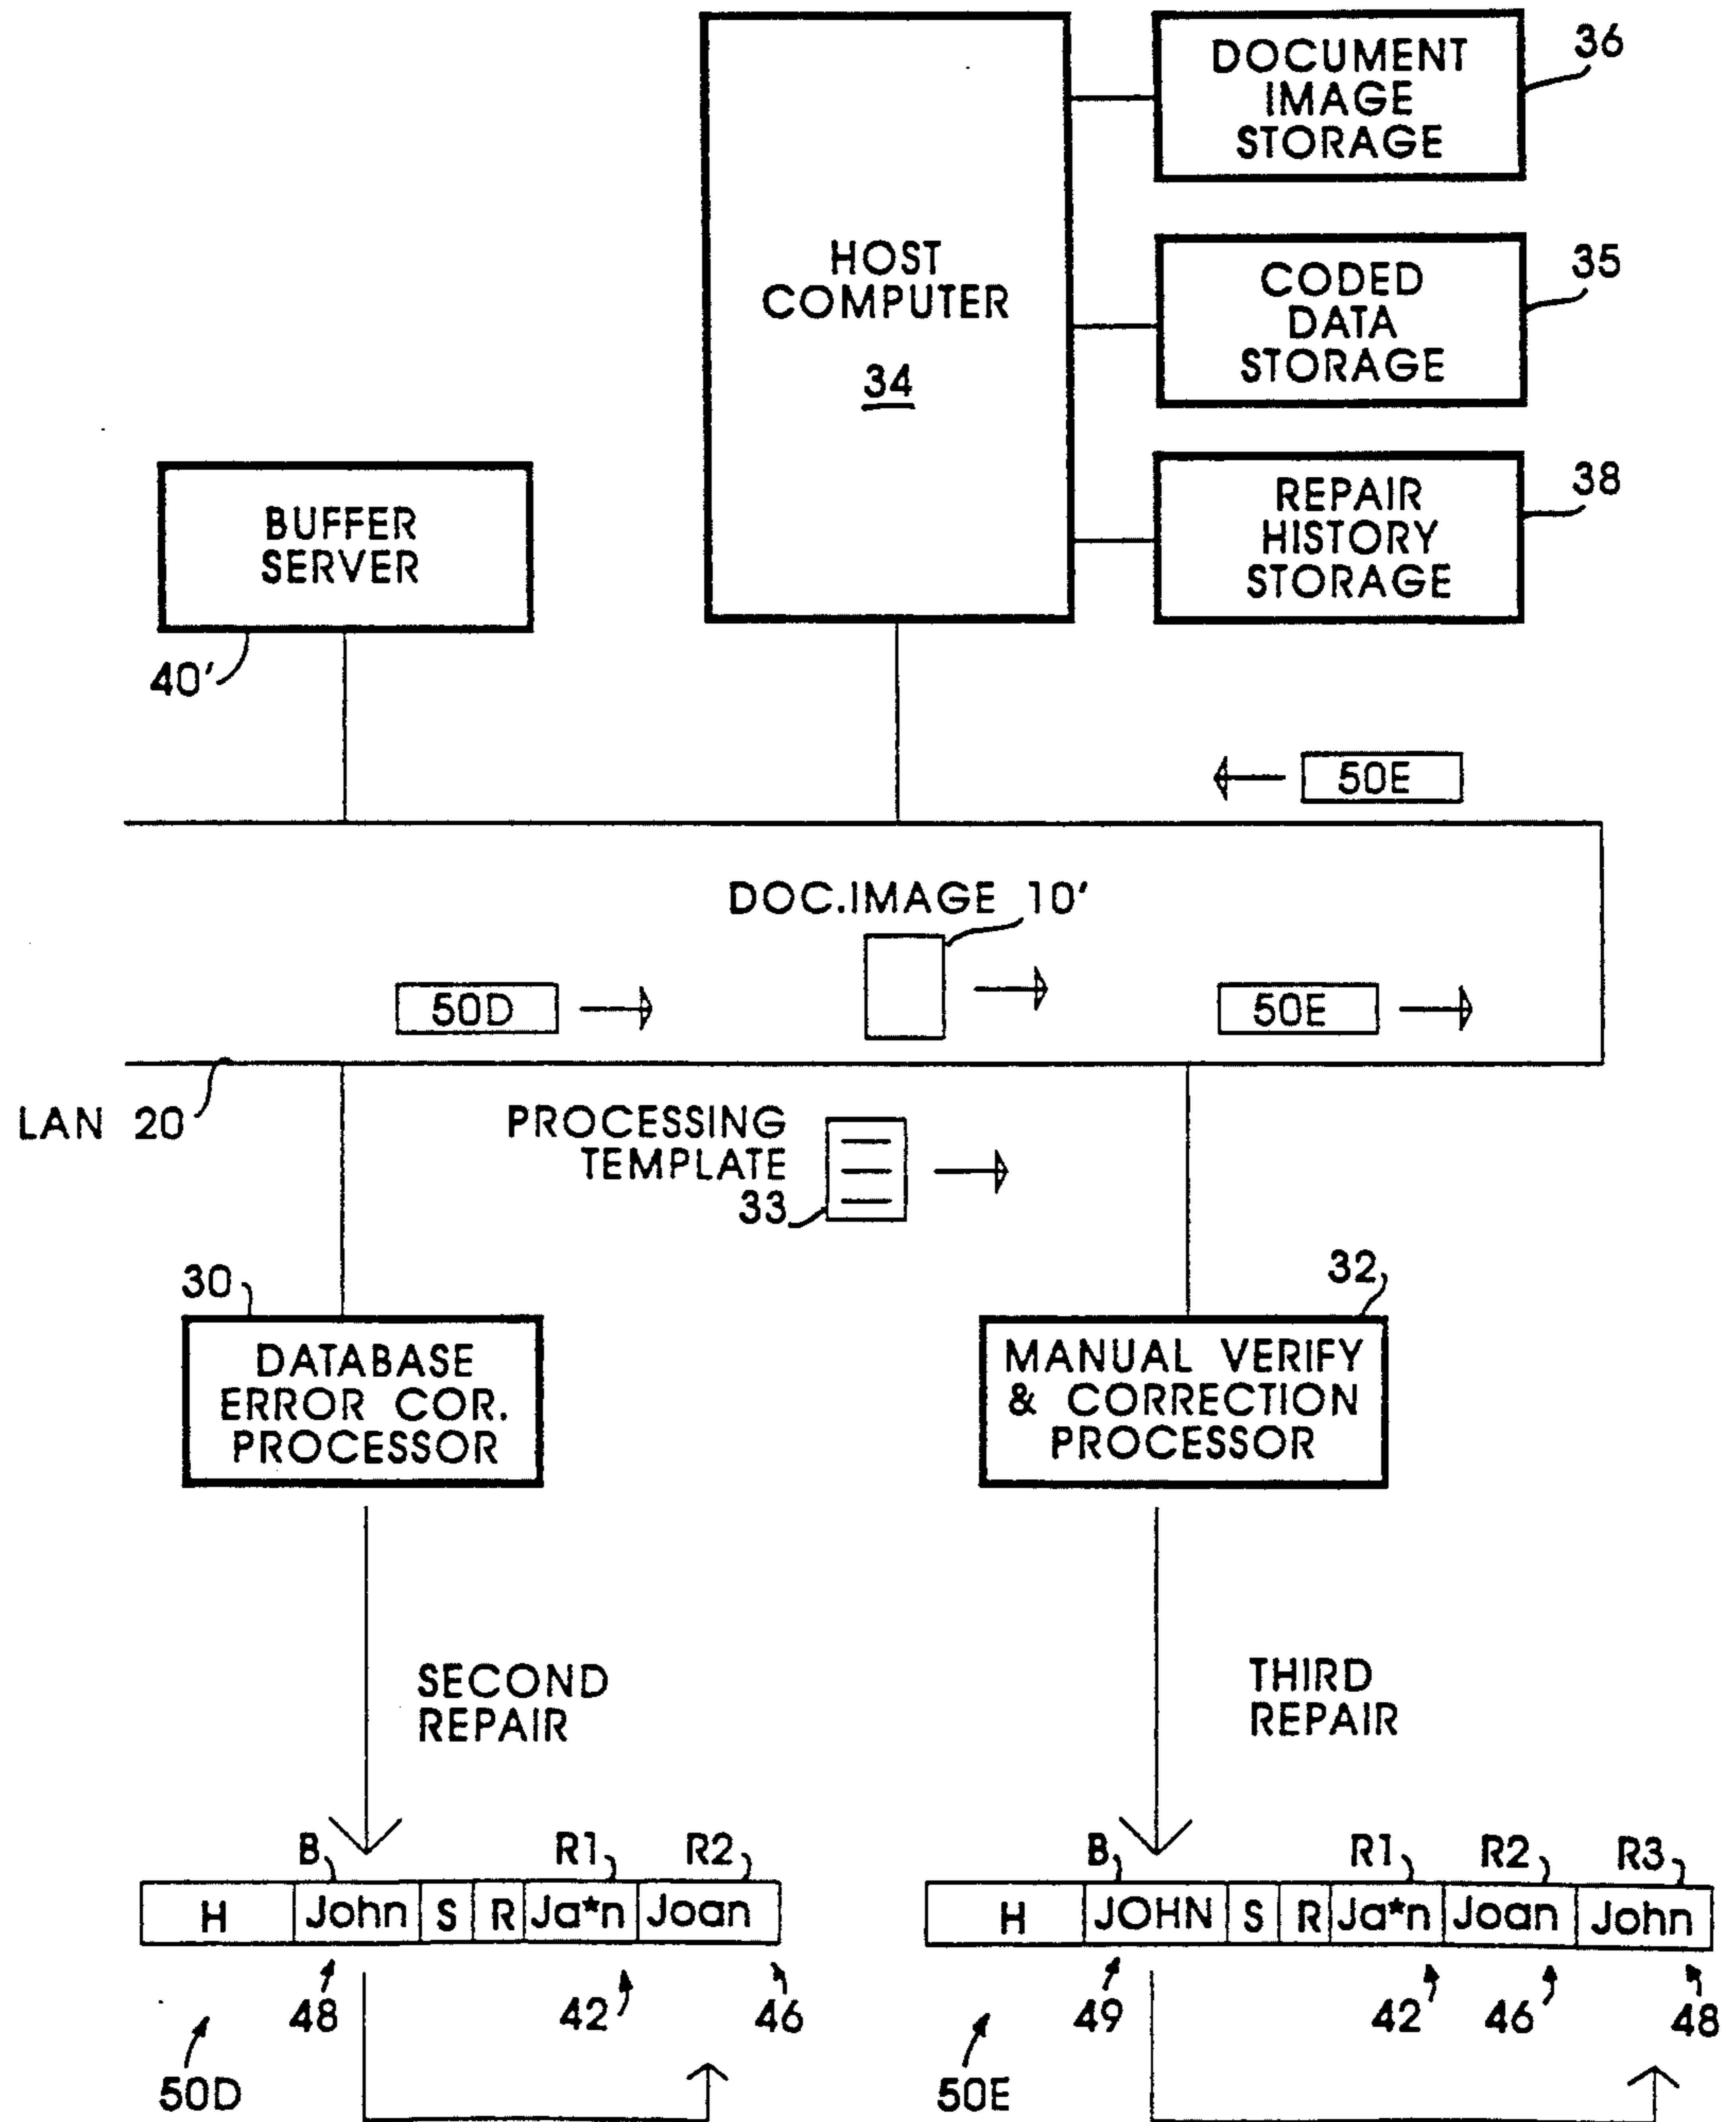 DOCUMENT
IMAGE
STORAGE
36
HOST
COMPUTER
34
CODED
DATA
STORAGE
35
REPAIR
HISTORY
STORAGE
38
BUFFER
SERVER
40'
50E
DOC.IMAGE 10'
50D
50E
LAN 20
PROCESSING
TEMPLATE
33
30
DATABASE
ERROR COR.
PROCESSOR
32
MANUAL VERIFY
& CORRECTION
PROCESSOR
SECOND
REPAIR
THIRD
REPAIR
B R1 R2
H John S R Ja*n Joan
48 42 46
50D
B R1 R2 R3
H JOHN S R Ja*n Joan John
49 42 46 48
50E